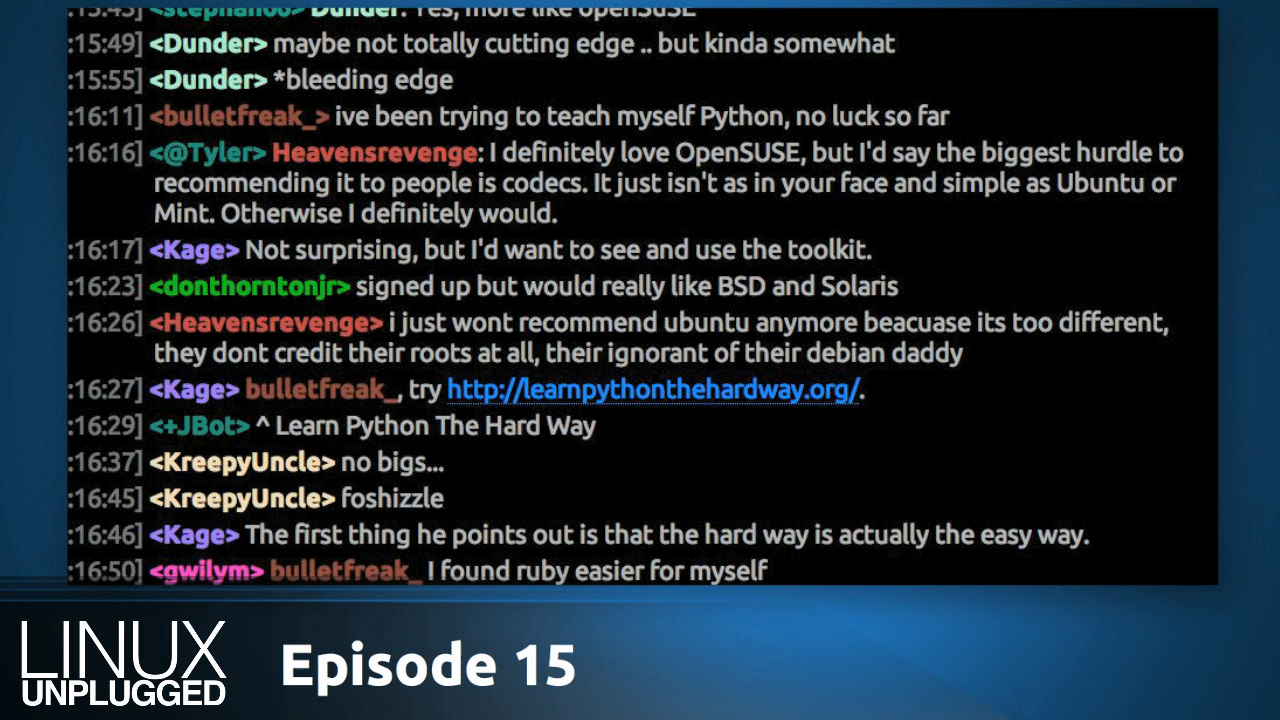 :15:43] <stephano6> Dunder: Yes, more like openSuSE
:15:49] <Dunder> maybe not totally cutting edge .. but kinda somewhat
:15:55] <Dunder> *bleeding edge
:16:11] <bulletfreak_> ive been trying to teach myself Python, no luck so far
:16:16] <@Tyler> Heavensrevenge: I definitely love OpenSUSE, but I'd say the biggest hurdle to
recommending it to people is codecs. It just isn't as in your face and simple as Ubuntu or
Mint. Otherwise I definitely would.
:16:17] <Kage> Not surprising, but I'd want to see and use the toolkit.
:16:23] <donthorntonjr> signed up but would really like BSD and Solaris
:16:26] <Heavensrevenge> i just wont recommend ubuntu anymore beacuase its too different,
they dont credit their roots at all, their ignorant of their debian daddy
:16:27] <Kage> bulletfreak_, try http://learnpythonthehardway.org/.
:16:29] <+JBot> ^ Learn Python The Hard Way
:16:37] <KreepyUncle> no bigs...
:16:45] <KreepyUncle> foshizzle
:16:46] <Kage> The first thing he points out is that the hard way is actually the easy way.
:16:50] <gwilym> bulletfreak_ I found ruby easier for myself
LINUX
UNPLUGGED
Episode 15